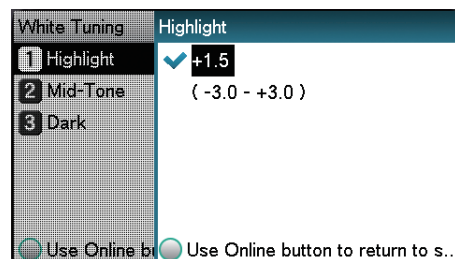 White Tuning
1 Highlight
2 Mid-Tone
3 Dark
Use Online b
Highlight
+1.5
( -3.0 - +3.0 )
Use Online button to return to s..